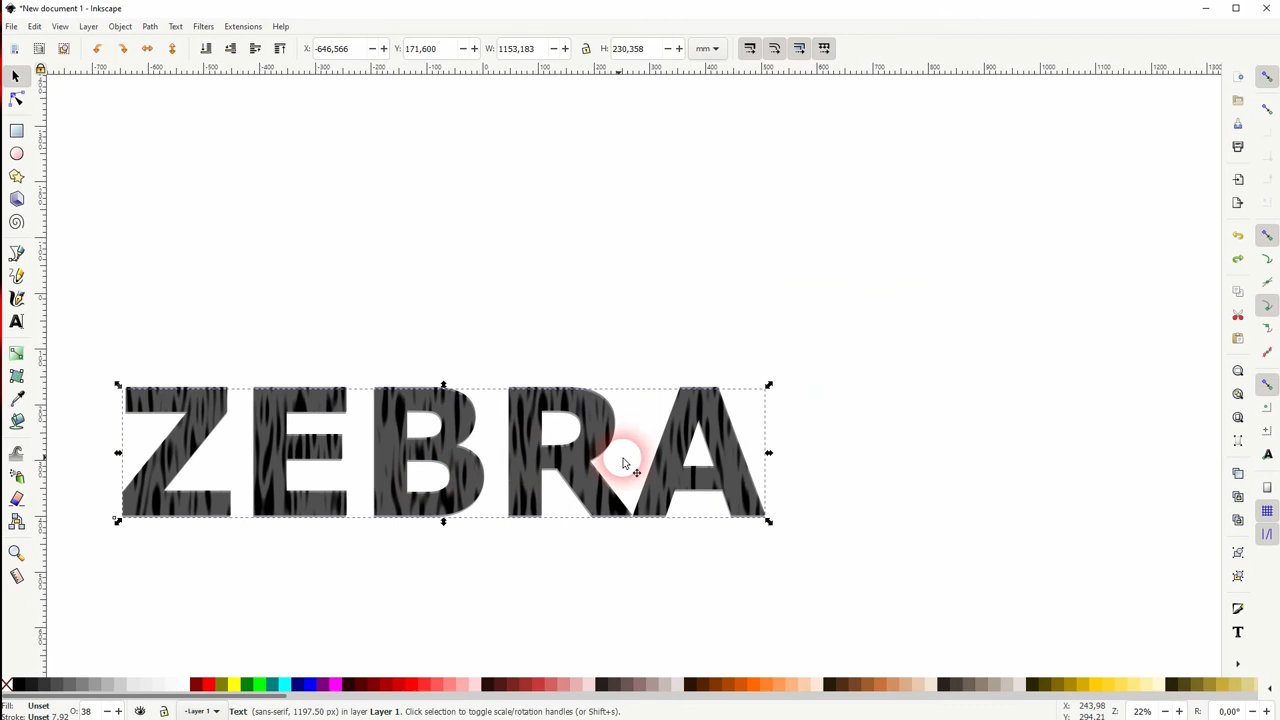 *New document 1 - Inkscape
File Edit View Layer Object Path Text Filters Extensions Help
X: -646,566 Y: 171,600 W: 1153,183 H: 230,358 mm
ZEBRA
Fill: Unset O: 38 Layer 1 Text (sans-serif, 1197.50 px) in layer Layer 1. Click selection to toggle scale/rotation handles (or Shift+s). X: 243,98 Z: 22% R: 0,00°
Stroke: Unset 7.92 Y: 294,21